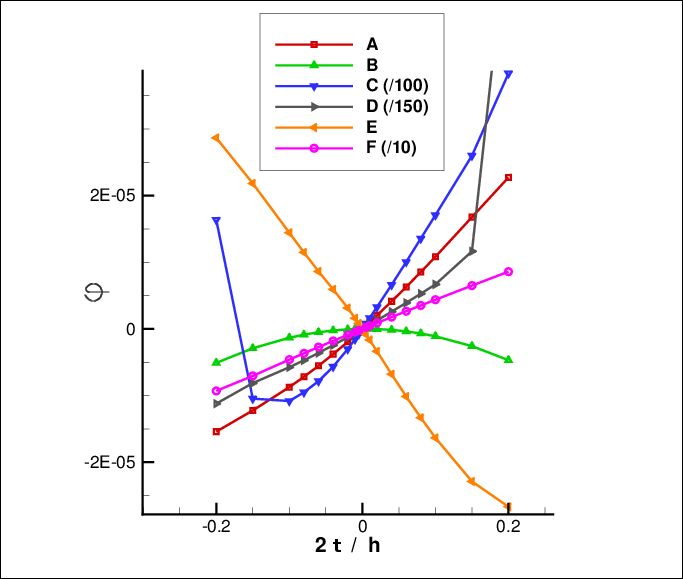 A
B
C (/100)
D (/150)
E
F (/10)
2E-05
φ
0
-2E-05
-0.2 0 0.2
2 t / h